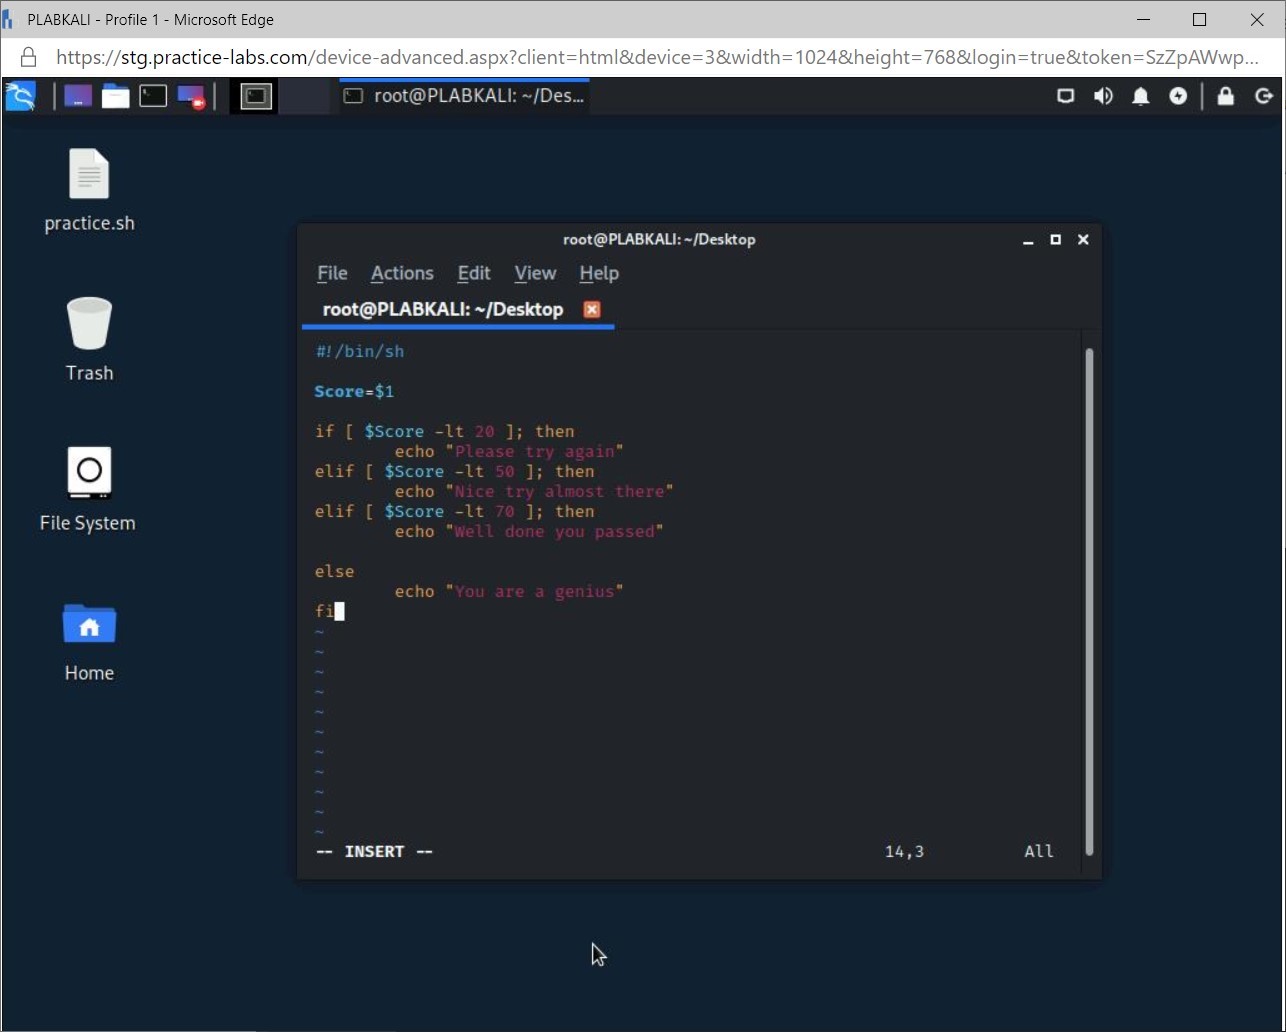 PLABKALI - Profile 1 - Microsoft Edge
https://stg.practice-labs.com/device-advanced.aspx?client=html&device=3&width=1024&height=768&login=true&token=SzZpAWwp...
root@PLABKALI: ~/Des...
practice.sh
Trash
File System
Home
root@PLABKALI: ~/Desktop
File Actions Edit View Help
root@PLABKALI: ~/Desktop
#!/bin/sh
Score=$1
if [ $Score -lt 20 ]; then
echo "Please try again"
elif [ $Score -lt 50 ]; then
echo "Nice try almost there"
elif [ $Score -lt 70 ]; then
echo "Well done you passed"
else
echo "You are a genius"
fi
~
~
~
~
~
~
~
~
~
~
~
-- INSERT -- 14,3 All